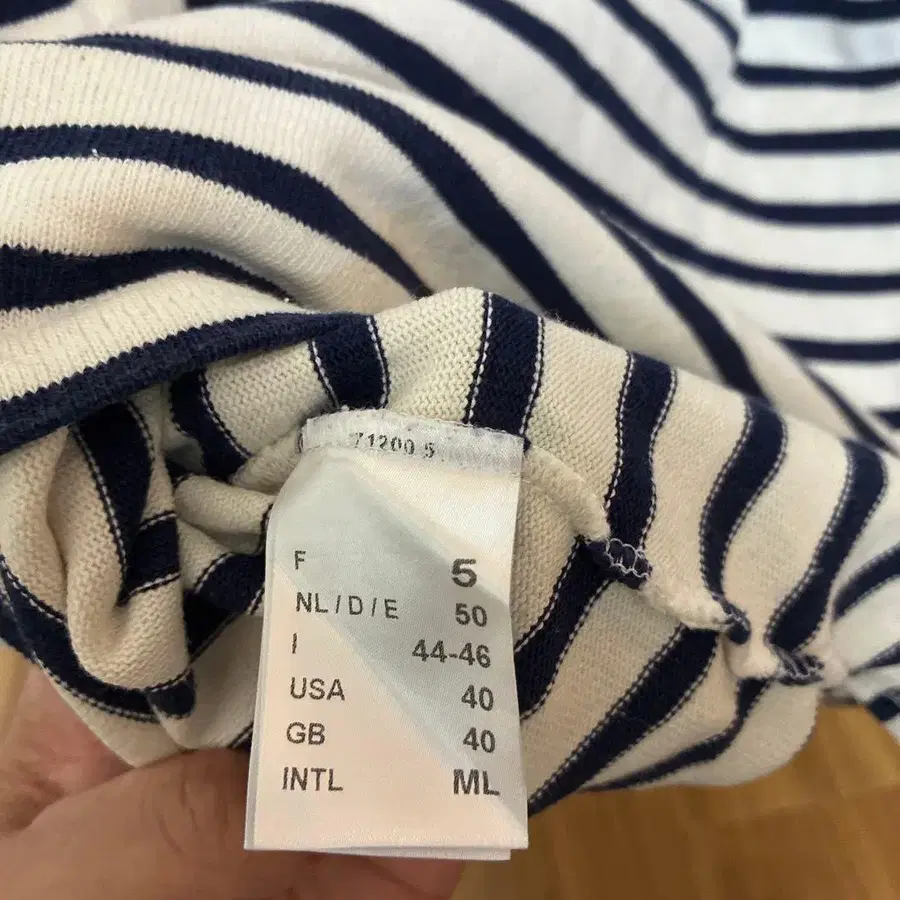 71200 5
F 5
NL/D/E 50
I 44-46
USA 40
GB 40
INTL ML